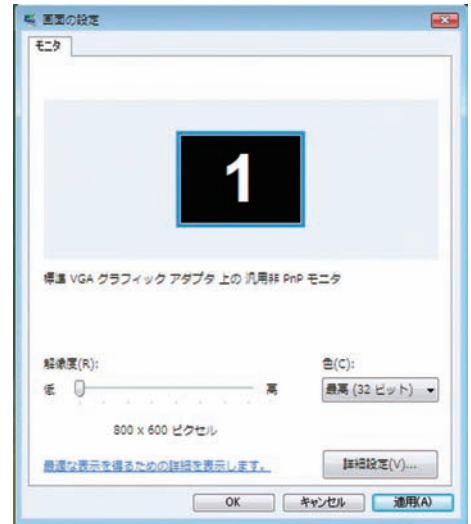 画面の設定
モニタ
1
標準 VGA グラフィック アダプタ 上の 汎用非 PnP モニタ
解像度(R):
色(C):
低
高
最高 (32 ビット)
800 x 600 ピクセル
最適な表示を得るための詳細を表示します。
詳細設定(V)...
OK
キャンセル
適用(A)